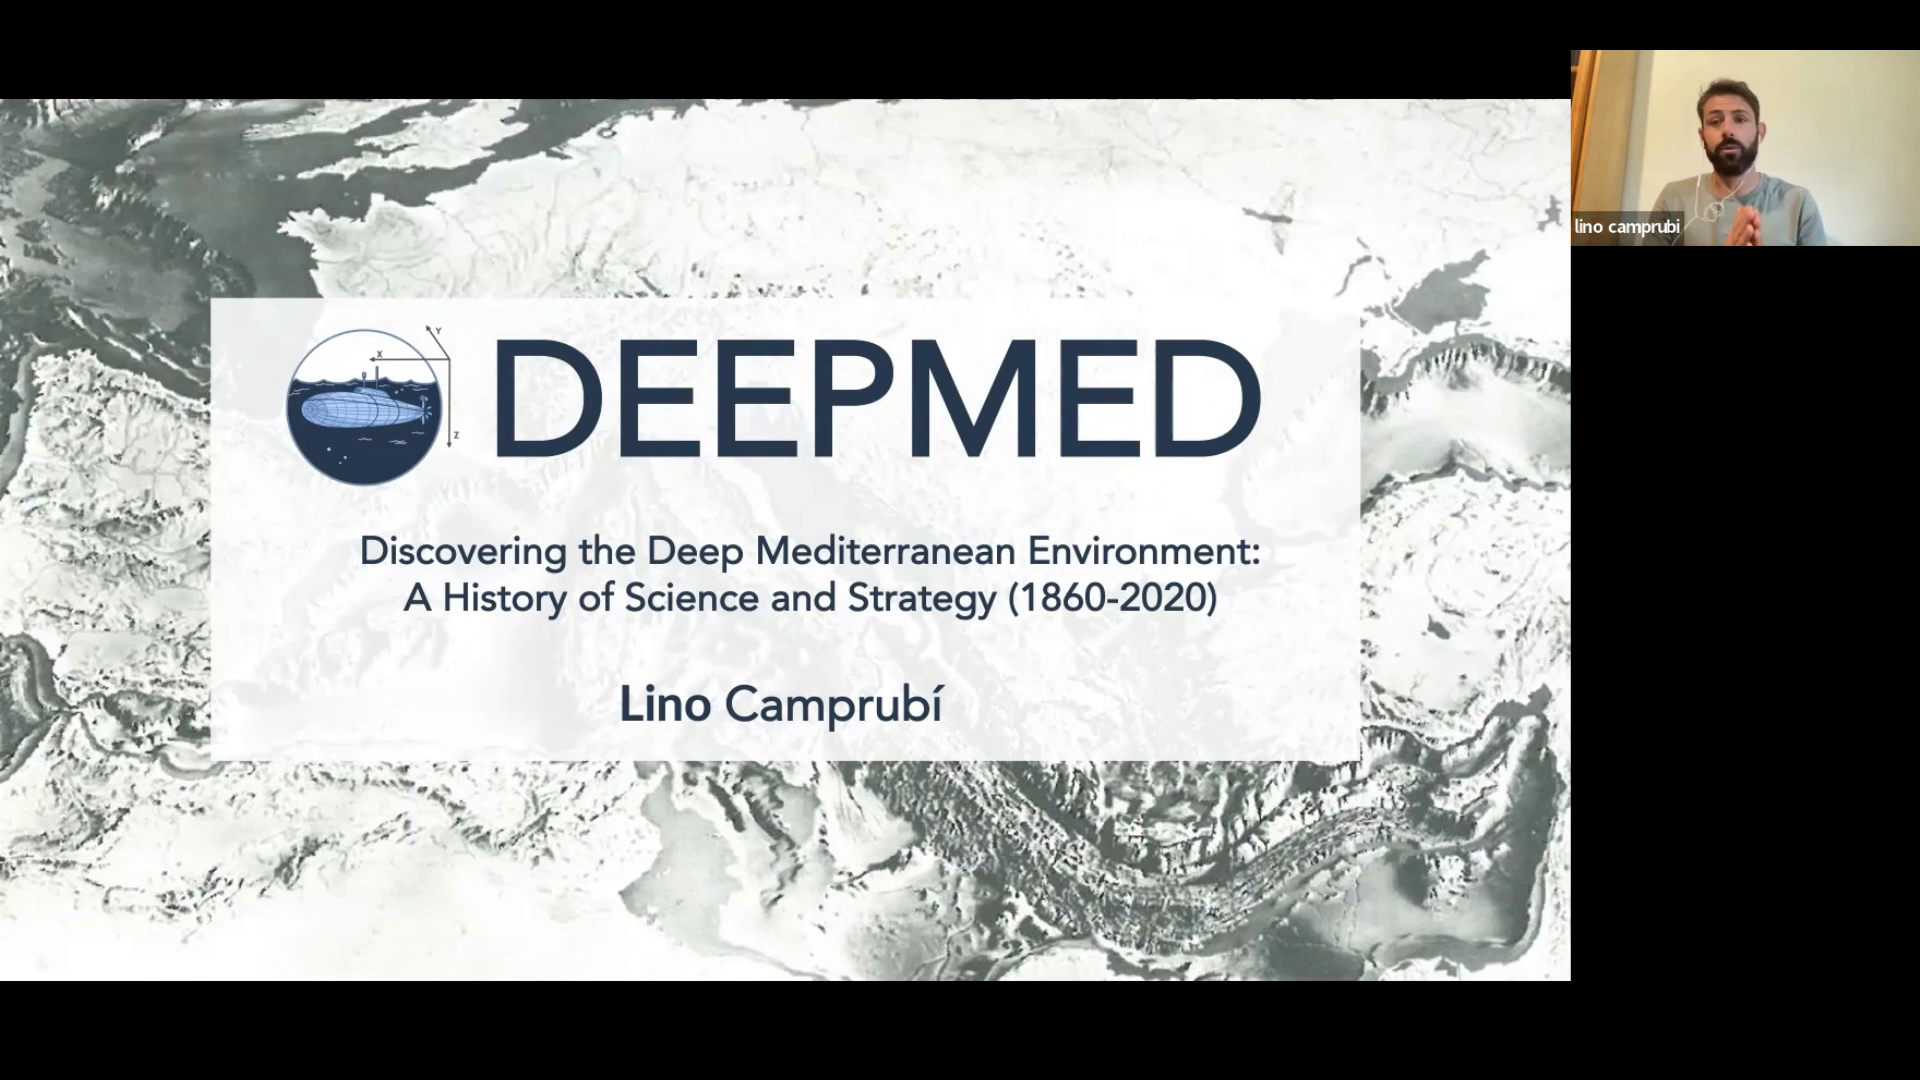 Y
X
Z
DEEPMED
Discovering the Deep Mediterranean Environment:
A History of Science and Strategy (1860-2020)
Lino Camprubí
lino camprubi